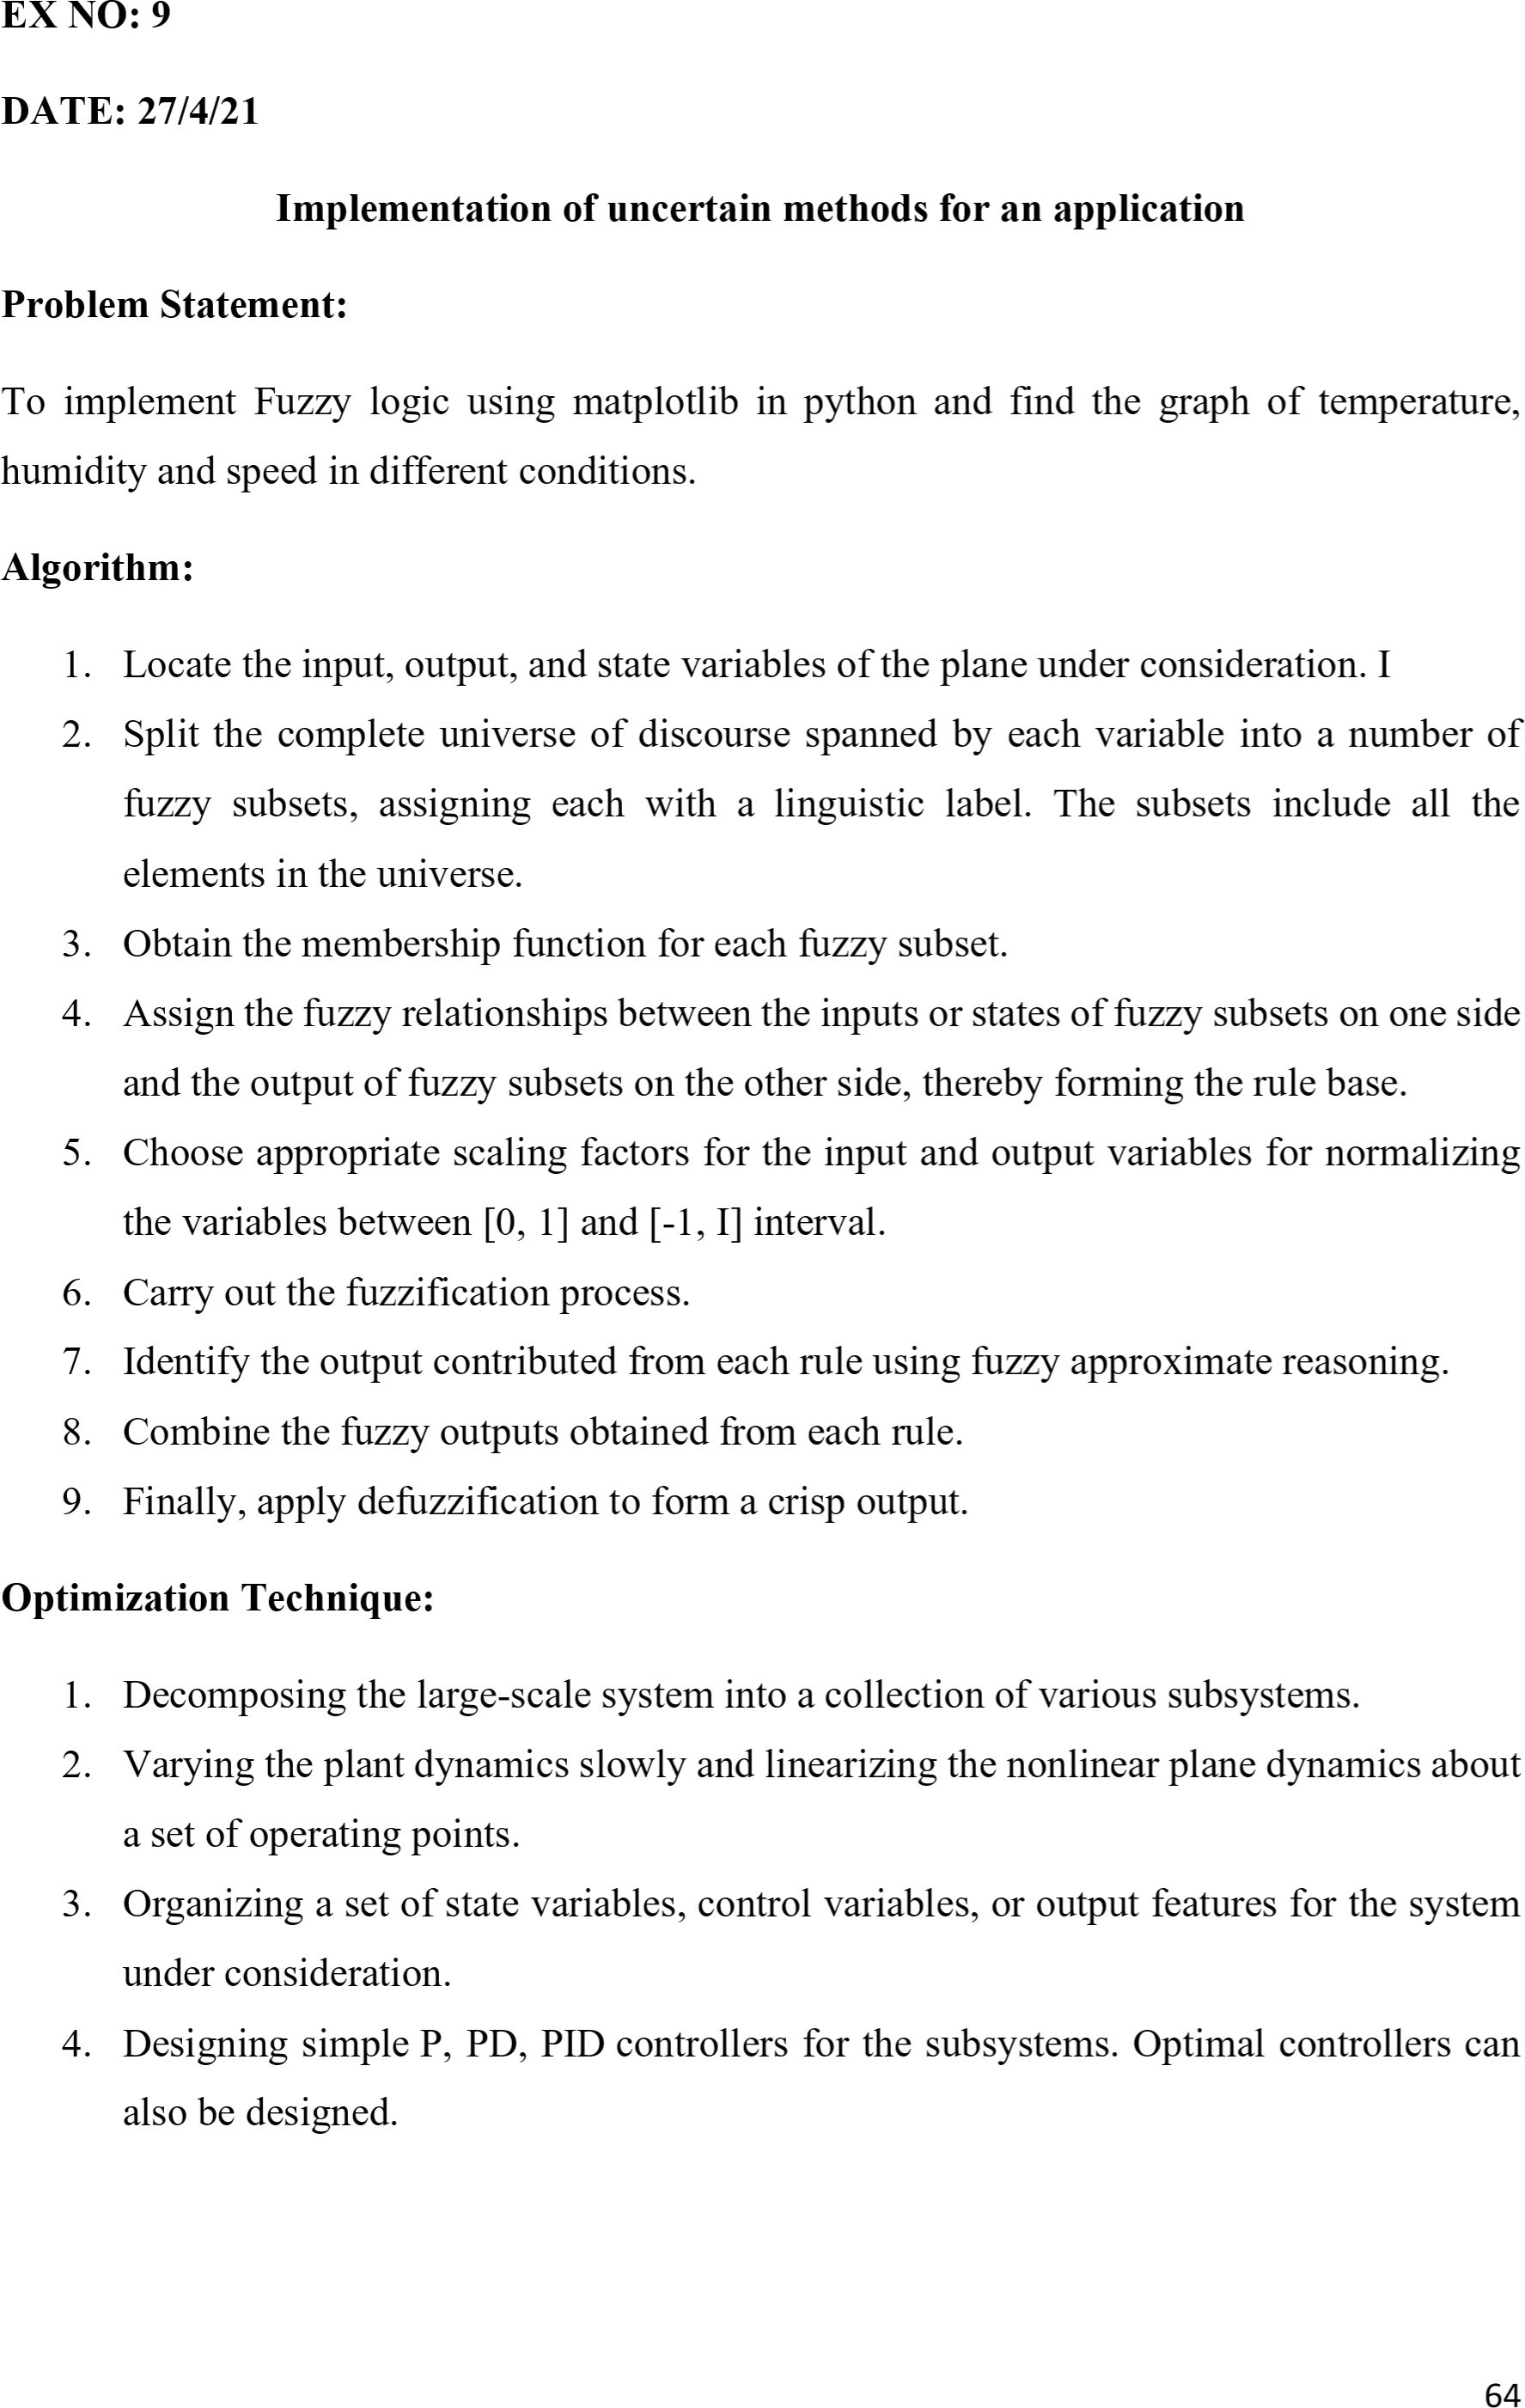 EX NO: 9
DATE: 27/4/21
Implementation of uncertain methods for an application
Problem Statement:
To implement Fuzzy logic using matplotlib in python and find the graph of temperature,
humidity and speed in different conditions.
Algorithm:
1. Locate the input, output, and state variables of the plane under consideration. I
2. Split the complete universe of discourse spanned by each variable into a number of
fuzzy subsets, assigning each with a linguistic label. The subsets include all the
elements in the universe.
3. Obtain the membership function for each fuzzy subset.
4. Assign the fuzzy relationships between the inputs or states of fuzzy subsets on one side
and the output of fuzzy subsets on the other side, thereby forming the rule base.
5. Choose appropriate scaling factors for the input and output variables for normalizing
the variables between [0, 1] and [-1, I] interval.
6. Carry out the fuzzification process.
7. Identify the output contributed from each rule using fuzzy approximate reasoning.
8. Combine the fuzzy outputs obtained from each rule.
9. Finally, apply defuzzification to form a crisp output.
Optimization Technique:
1. Decomposing the large-scale system into a collection of various subsystems.
2. Varying the plant dynamics slowly and linearizing the nonlinear plane dynamics about
a set of operating points.
3. Organizing a set of state variables, control variables, or output features for the system
under consideration.
4. Designing simple P, PD, PID controllers for the subsystems. Optimal controllers can
also be designed.
64